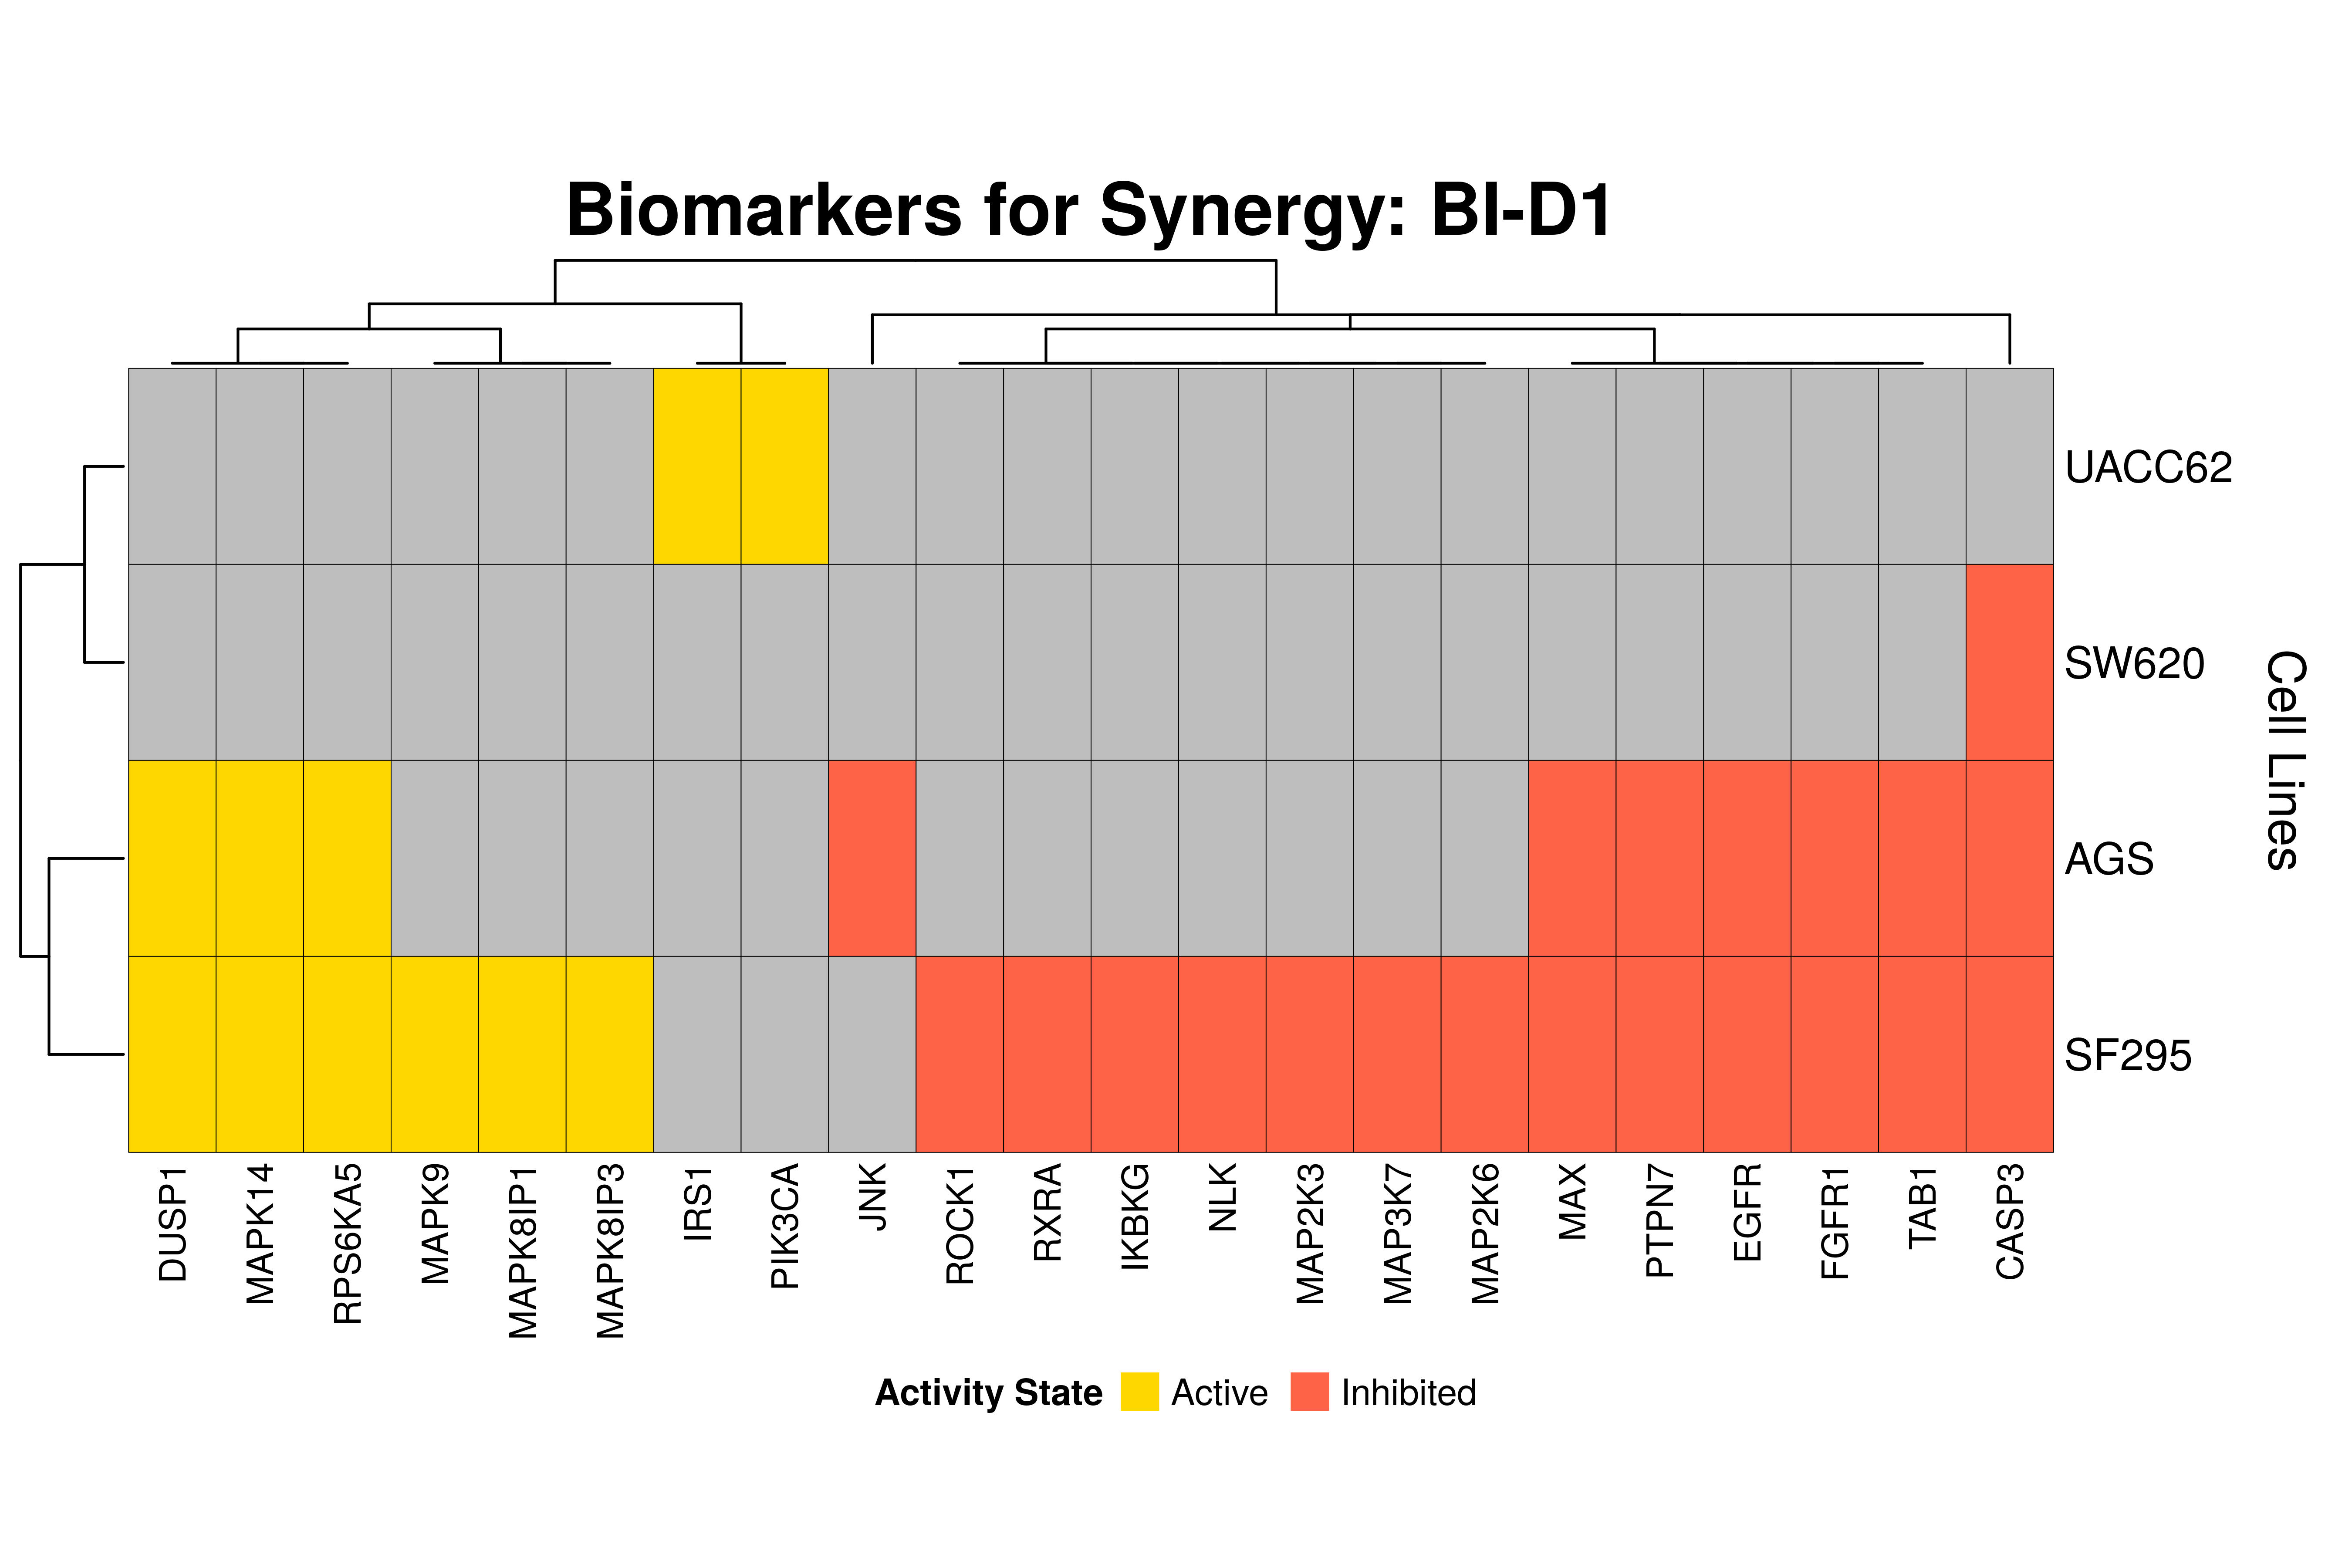 Biomarkers for Synergy: BI-D1
UACC62
SW620
AGS
SF295
Cell Lines
DUSP1
MAPK14
RPS6KA5
MAPK9
MAPK8IP1
MAPK8IP3
IRS1
PIK3CA
JNK
ROCK1
RXRA
IKBKG
NLK
MAP2K3
MAP3K7
MAP2K6
MAX
PTPN7
EGFR
FGFR1
TAB1
CASP3
Activity State Active Inhibited